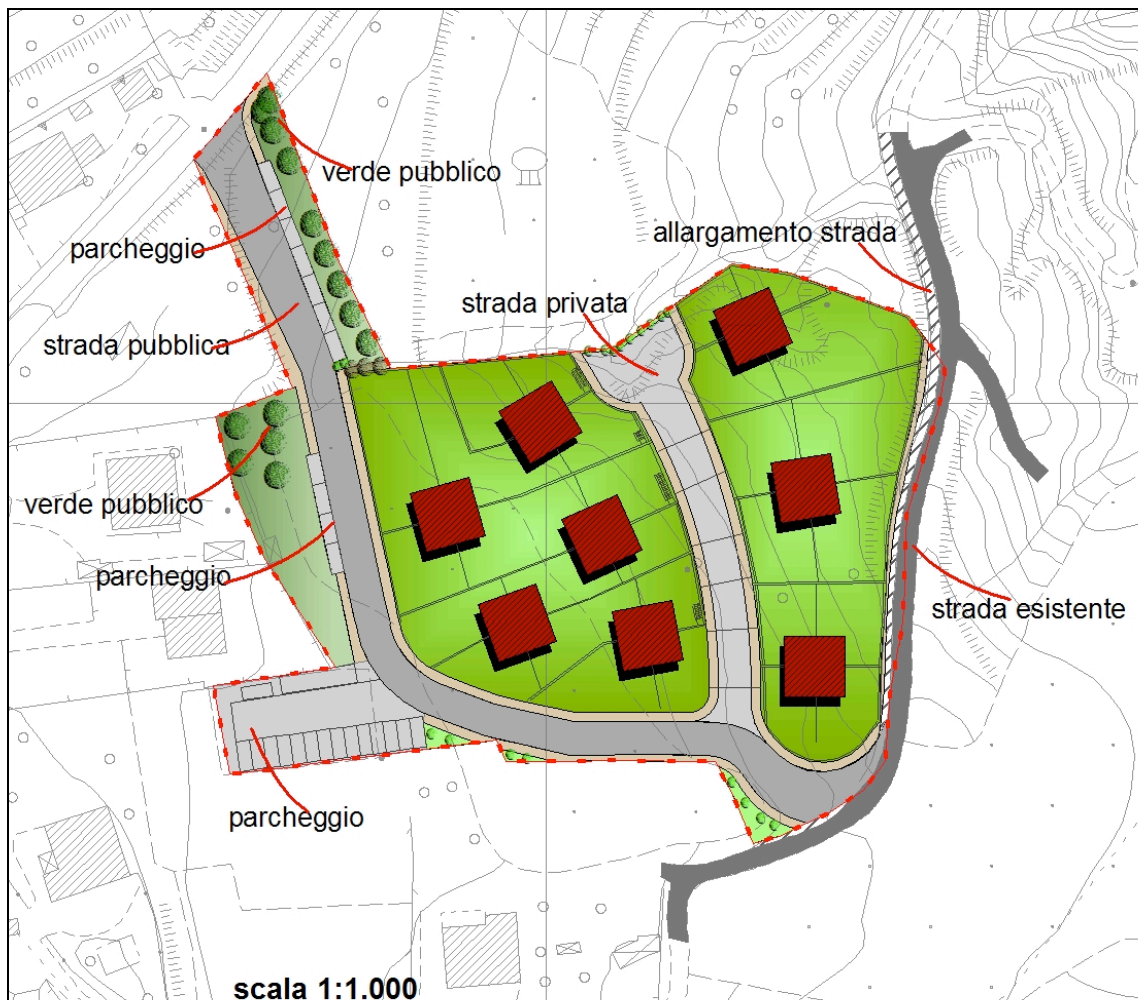 verde pubblico
parcheggio
allargamento strada
strada privata
strada pubblica
verde pubblico
parcheggio
strada esistente
parcheggio
scala 1:1.000